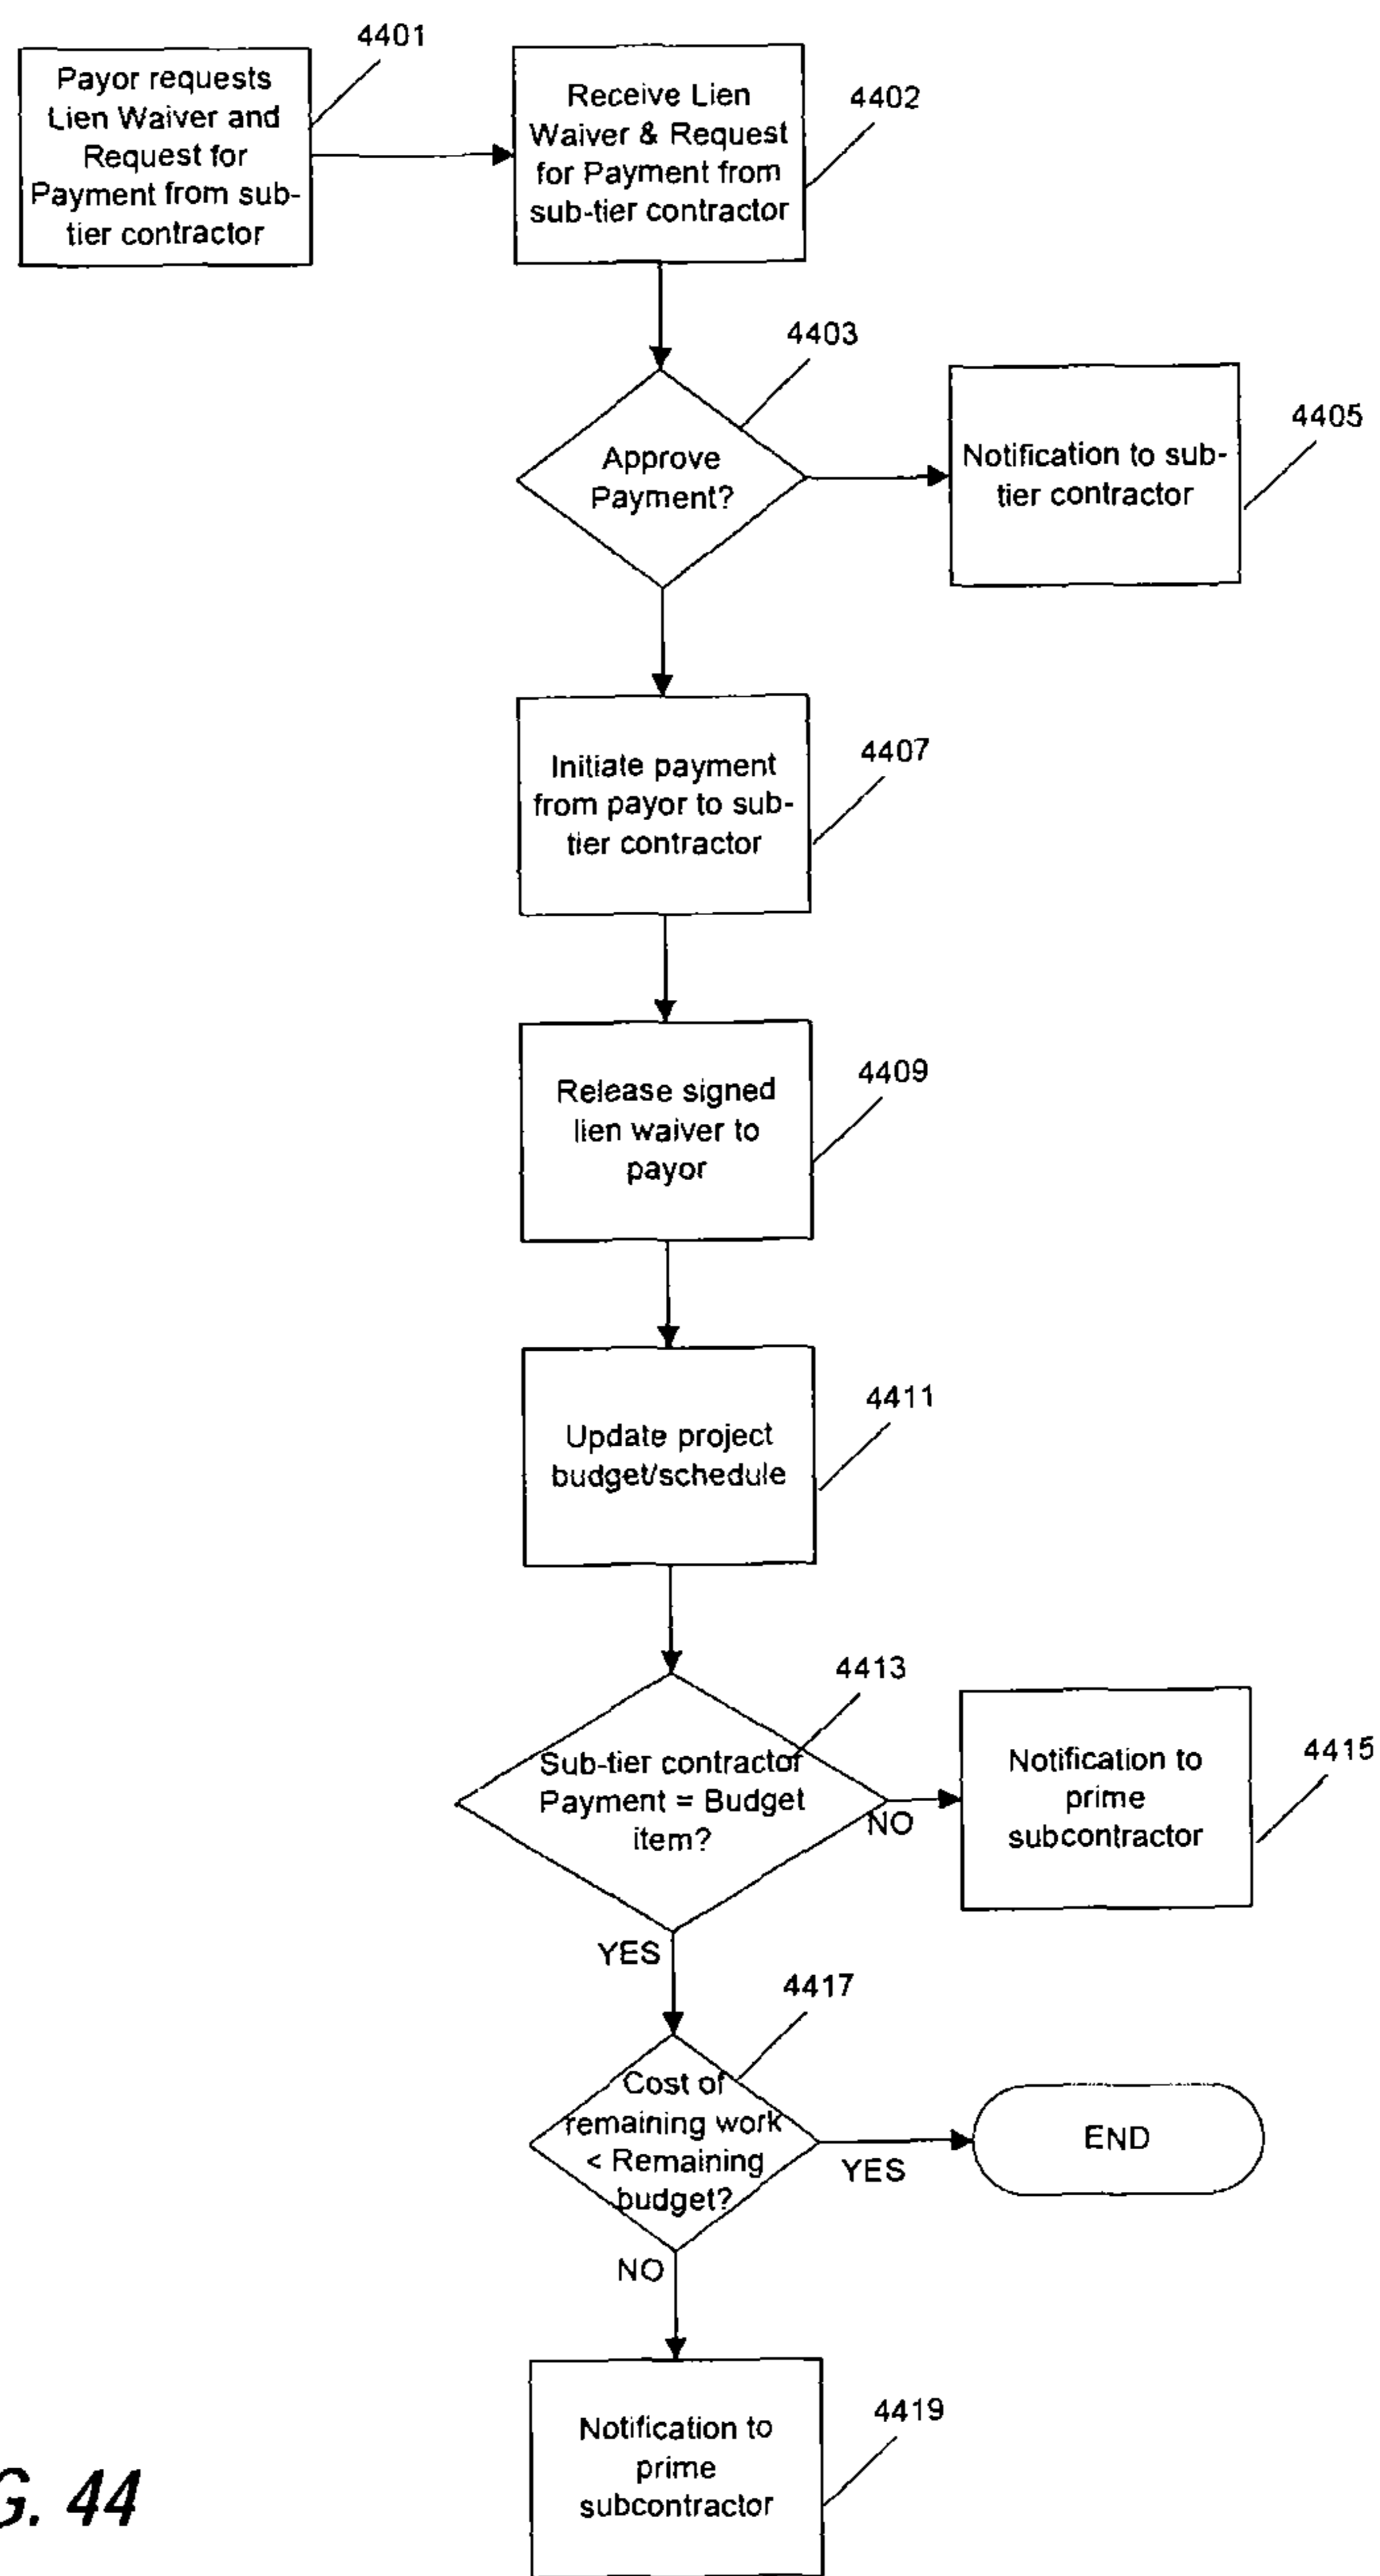 4401
Payor requests
Lien Waiver and
Request for
Payment from sub-
tier contractor
4402
Receive Lien
Waiver & Request
for Payment from
sub-tier contractor
4403
Approve
Payment?
4405
Notification to sub-
tier contractor
4407
Initiate payment
from payor to sub-
tier contractor
4409
Release signed
lien waiver to
payor
4411
Update project
budget/schedule
4413
Sub-tier contractor
Payment = Budget
item?
NO
4415
Notification to
prime
subcontractor
YES
4417
Cost of
remaining work
< Remaining
budget?
YES
END
NO
4419
Notification to
prime
subcontractor
G. 44